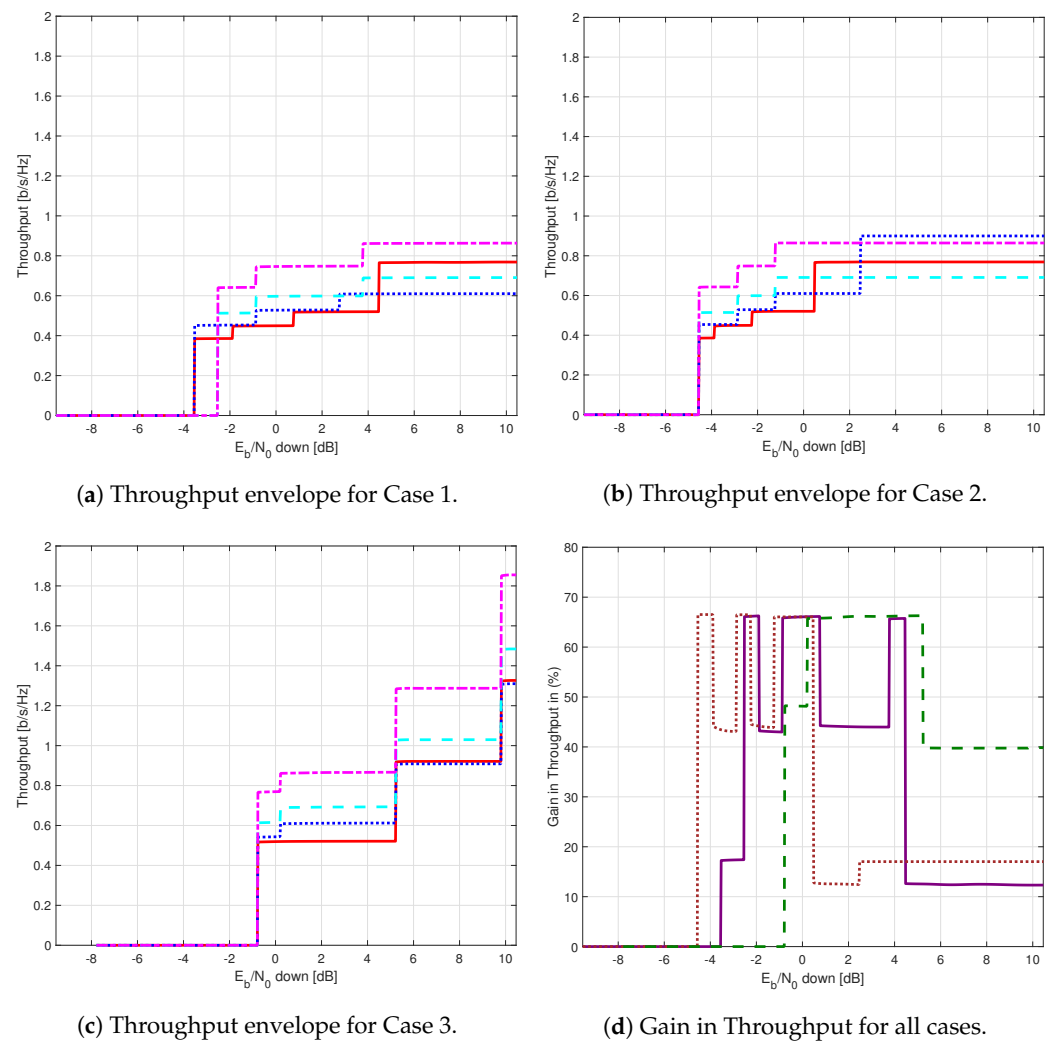 2
1.8
1.6
1.4
1.2
1
0.8
0.6
0.4
0.2
0
Throughput [b/s/Hz]
-8 -6 -4 -2 0 2 4 6 8 10
E_b/N_0 down [dB]
(a) Throughput envelope for Case 1.
2
1.8
1.6
1.4
1.2
1
0.8
0.6
0.4
0.2
0
Throughput [b/s/Hz]
-8 -6 -4 -2 0 2 4 6 8 10
E_b/N_0 down [dB]
(b) Throughput envelope for Case 2.
2
1.8
1.6
1.4
1.2
1
0.8
0.6
0.4
0.2
0
Throughput [b/s/Hz]
-8 -6 -4 -2 0 2 4 6 8 10
E_b/N_0 down [dB]
(c) Throughput envelope for Case 3.
80
70
60
50
40
30
20
10
0
Gain in Throughput in (%)
-8 -6 -4 -2 0 2 4 6 8 10
E_b/N_0 down [dB]
(d) Gain in Throughput for all cases.